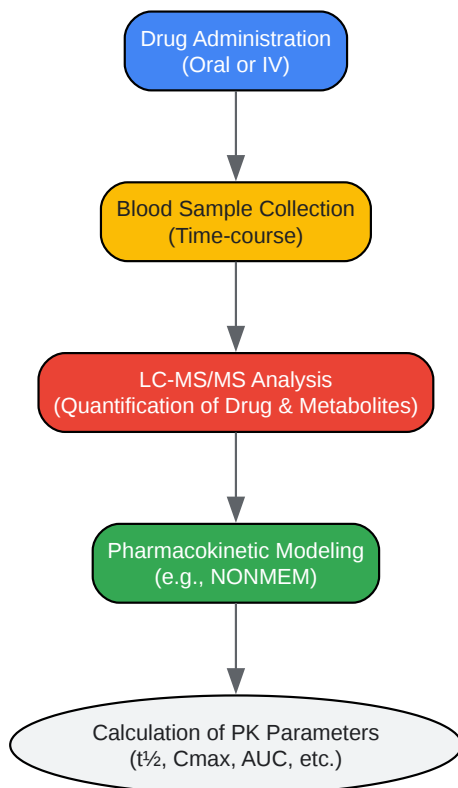 Drug Administration
(Oral or IV)
Blood Sample Collection
(Time-course)
LC-MS/MS Analysis
(Quantification of Drug & Metabolites)
Pharmacokinetic Modeling
(e.g., NONMEM)
Calculation of PK Parameters
(t½, Cmax, AUC, etc.)